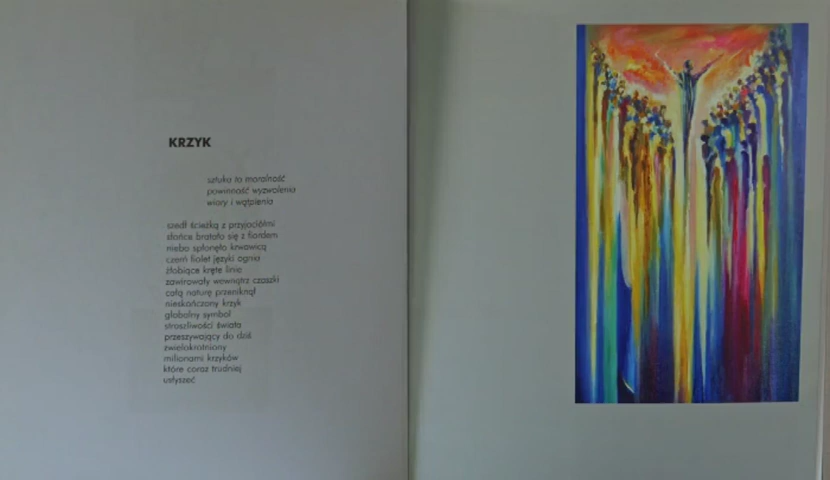 KRZYK
sztuka to moralność
powinność wyzwolenia
wiary i wątpienia
szedł ścieżką z przyjaciółmi
słońce bratało się z fiordem
niebo spłonęło krwawicą
czerń fiolet języki ognia
żłobiące kręte linie
zawirowały wewnątrz czaszki
całą naturę przeniknął
nieskończony krzyk
globalny symbol
straszliwości świata
przeszywający do dziś
zwielokrotniony
milionami krzyków
które coraz trudniej
usłyszeć